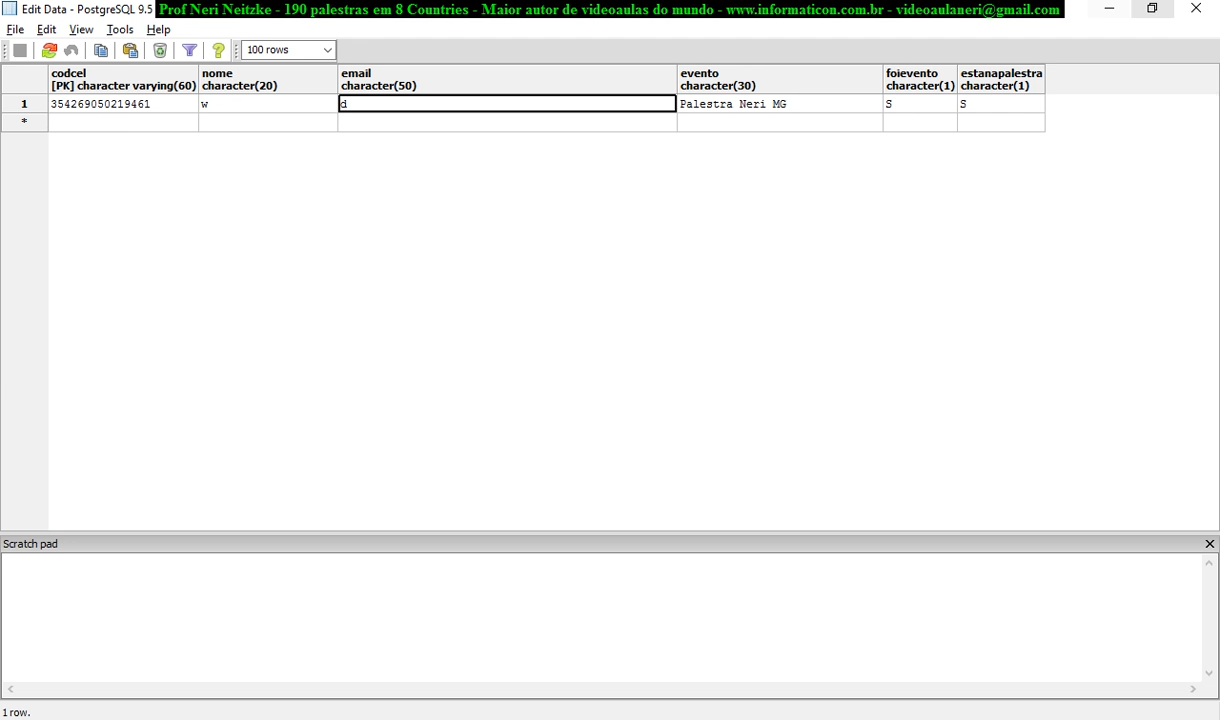 Edit Data - PostgreSQL 9.5 Prof Neri Neitzke - 190 palestras em 8 Countries - Maior autor de videoaulas do mundo - www.informaticon.com.br - videoaulaneri@gmail.com
File Edit View Tools Help
100 rows
codcel nome email evento foievento estanapalestra
[PK] character varying(60) character(20) character(50) character(30) character(1) character(1)
1 354269050219461 w d Palestra Neri MG S S
*
Scratch pad
1 row.